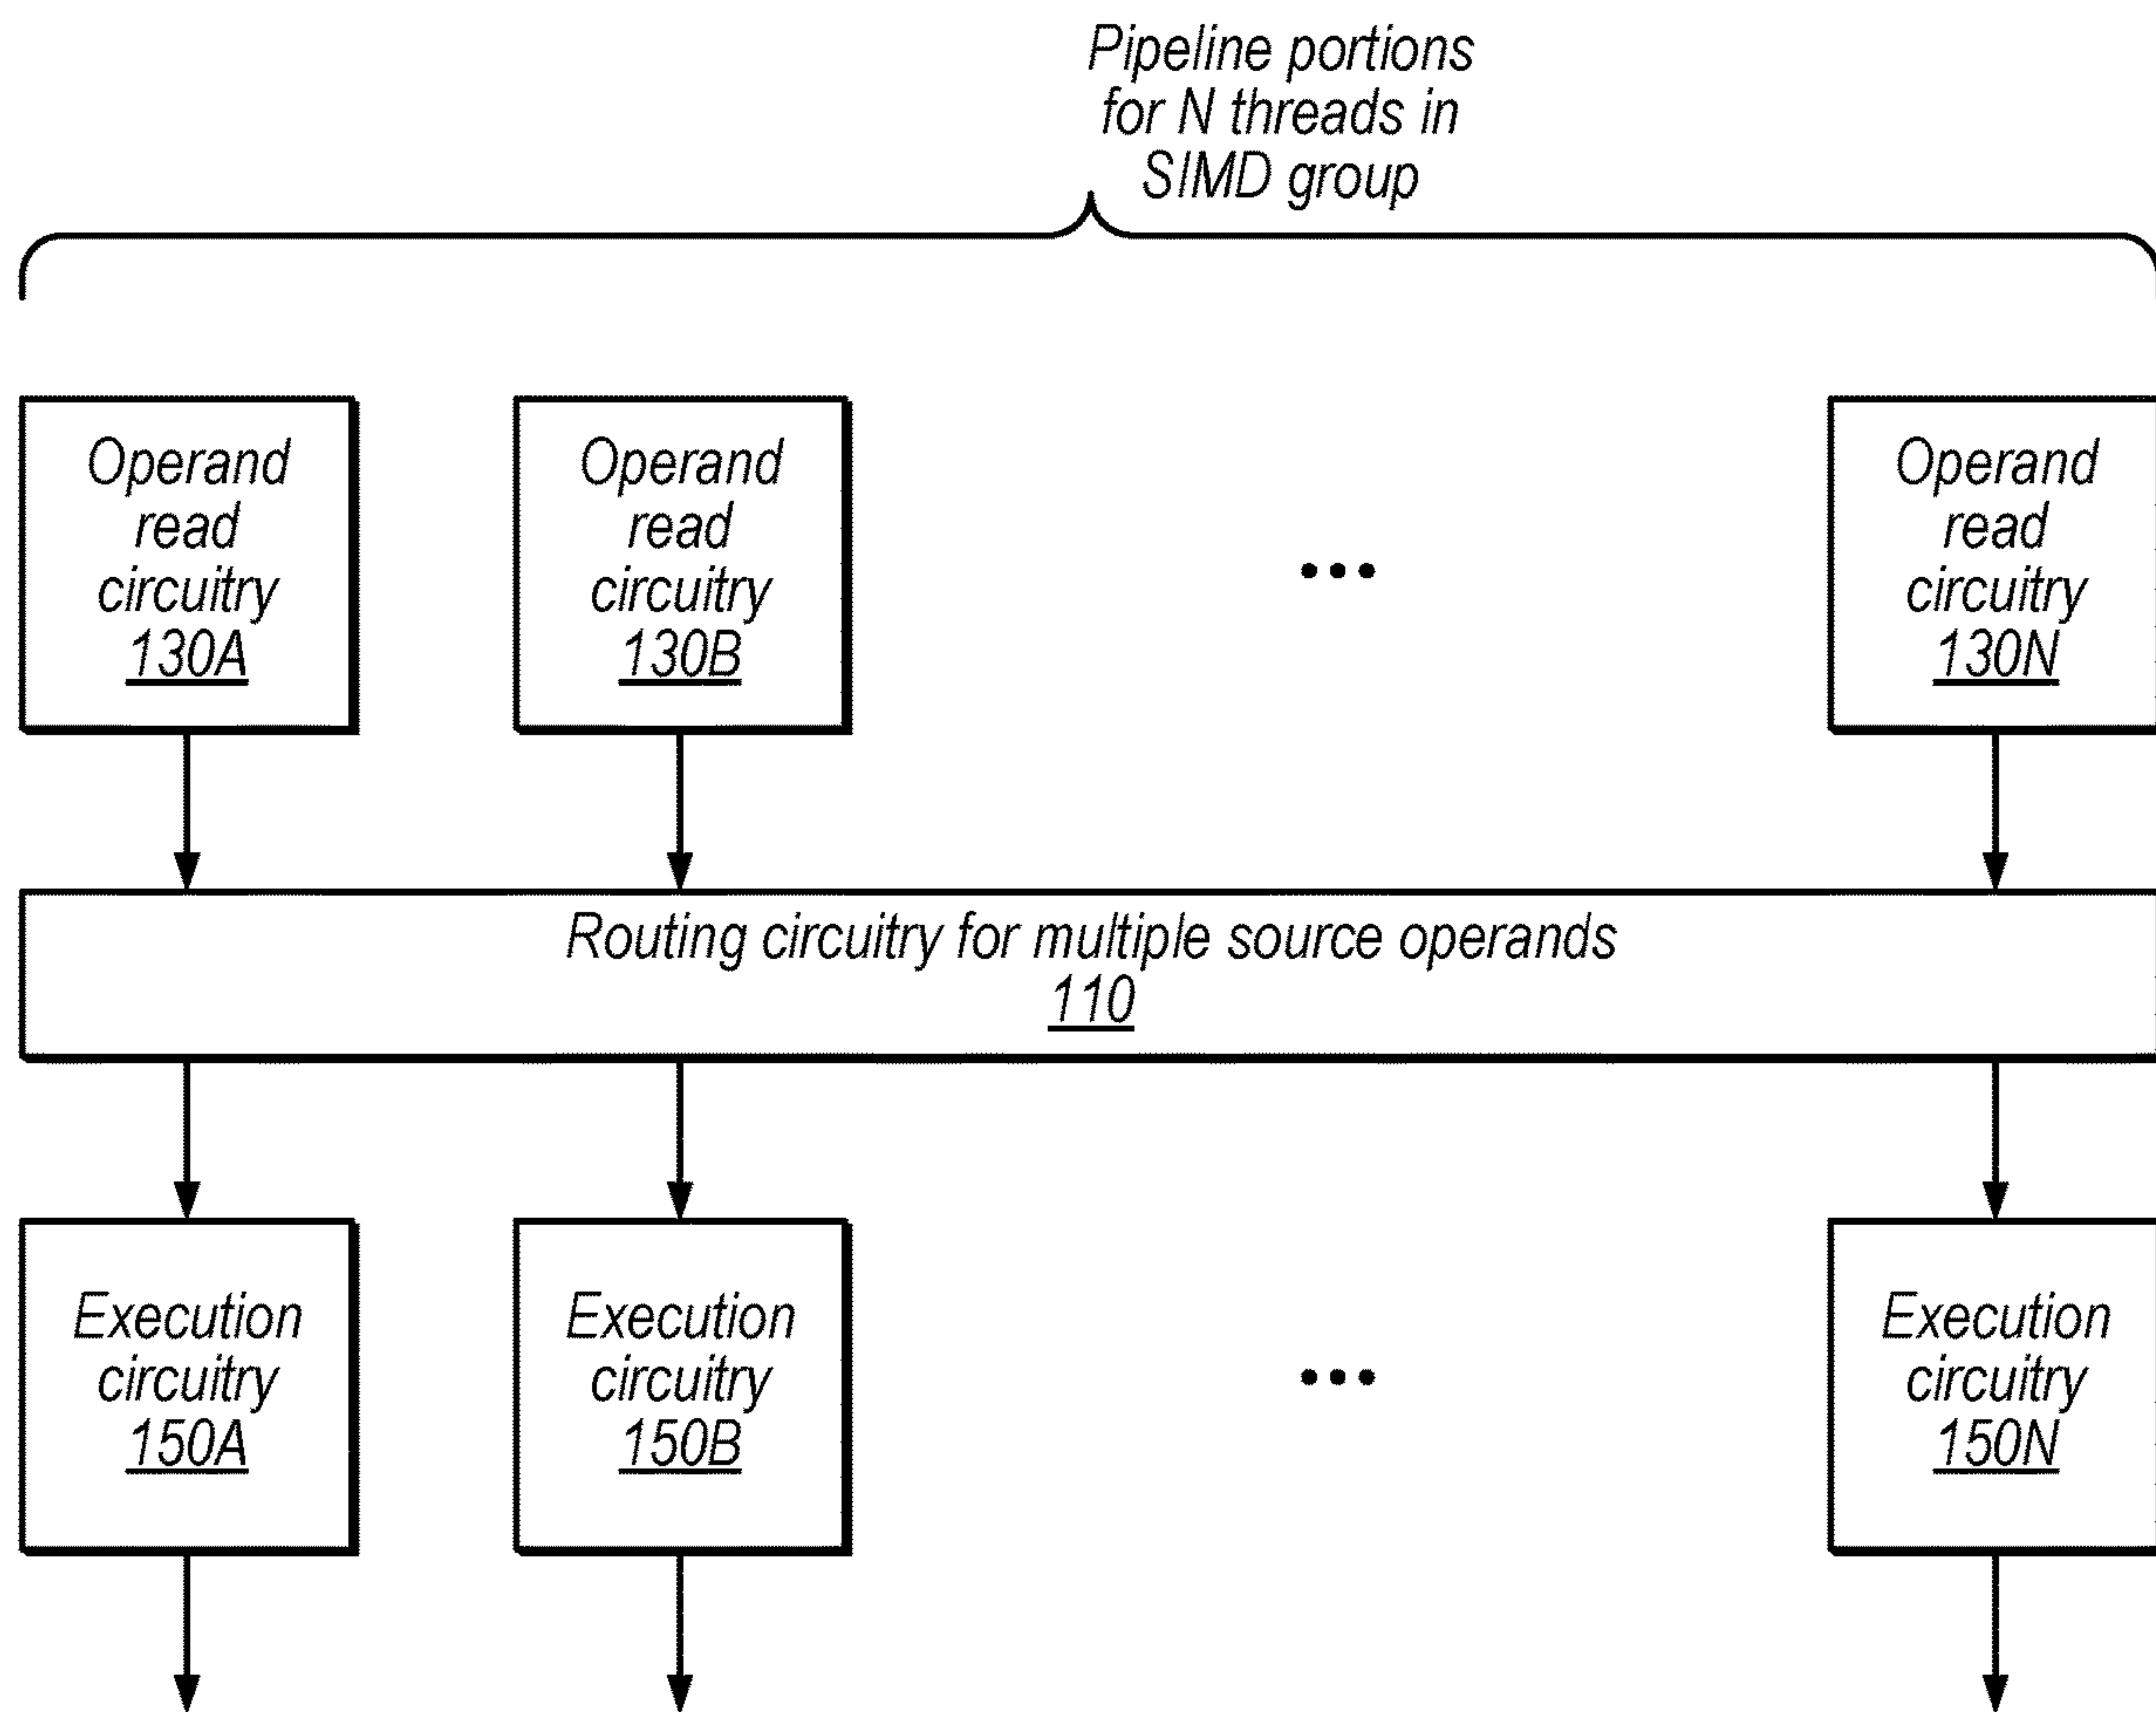 Pipeline portions
for N threads in
SIMD group
Operand
read
circuitry
130A
Operand
read
circuitry
130B
...
Operand
read
circuitry
130N
Routing circuitry for multiple source operands
110
Execution
circuitry
150A
Execution
circuitry
150B
...
Execution
circuitry
150N